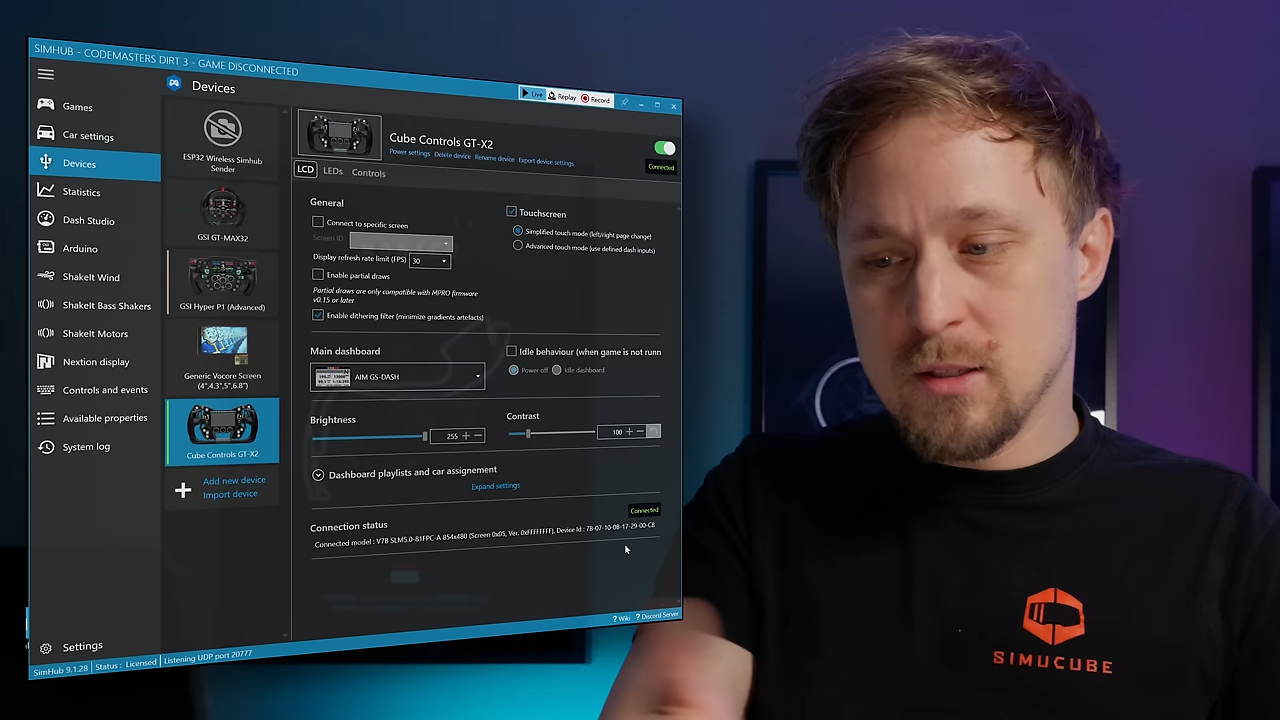 SIMHUB - CODEMASTERS DIRT 3 - GAME DISCONNECTED
Live Replay Record
Games
Car settings
Devices
Statistics
Dash Studio
Arduino
ShakeIt Wind
ShakeIt Bass Shakers
ShakeIt Motors
Nextion display
Controls and events
Available properties
System log
Settings
Devices
ESP32 Wireless Simhub
Sender
GSI GT-MAX32
GSI Hyper P1 (Advanced)
Generic Vocore Screen
(4",4.3",5",6.8")
Cube Controls GT-X2
Add new device
Import device
Cube Controls GT-X2
Power settings Delete device Rename device Export device settings
Connected
LCD LEDs Controls
General
Connect to specific screen
Screen ID
Display refresh rate limit (FPS) 30
Enable partial draws
Partial draws are only compatible with MPRO firmware
v0.15 or later
Enable dithering filter (minimize gradients artefacts)
Touchscreen
Simplified touch mode (left/right page change)
Advanced touch mode (use defined dash inputs)
Main dashboard
AIM GS-DASH
Idle behaviour (when game is not runn
Power off Idle dashboard
Brightness
255
Contrast
100
Dashboard playlists and car assignement
Expand settings
Connection status
Connected
Connected model : V7B SLM5.0-81FPC-A 854x480 (Screen 0x05, Ver. 0xFFFFFFFF), Device Id : 7B-07-10-08-17-29-00-C8
? Wiki ? Discord Server
SimHub 9.1.28 Status : Licensed Listening UDP port 20777
SIMUCUBE